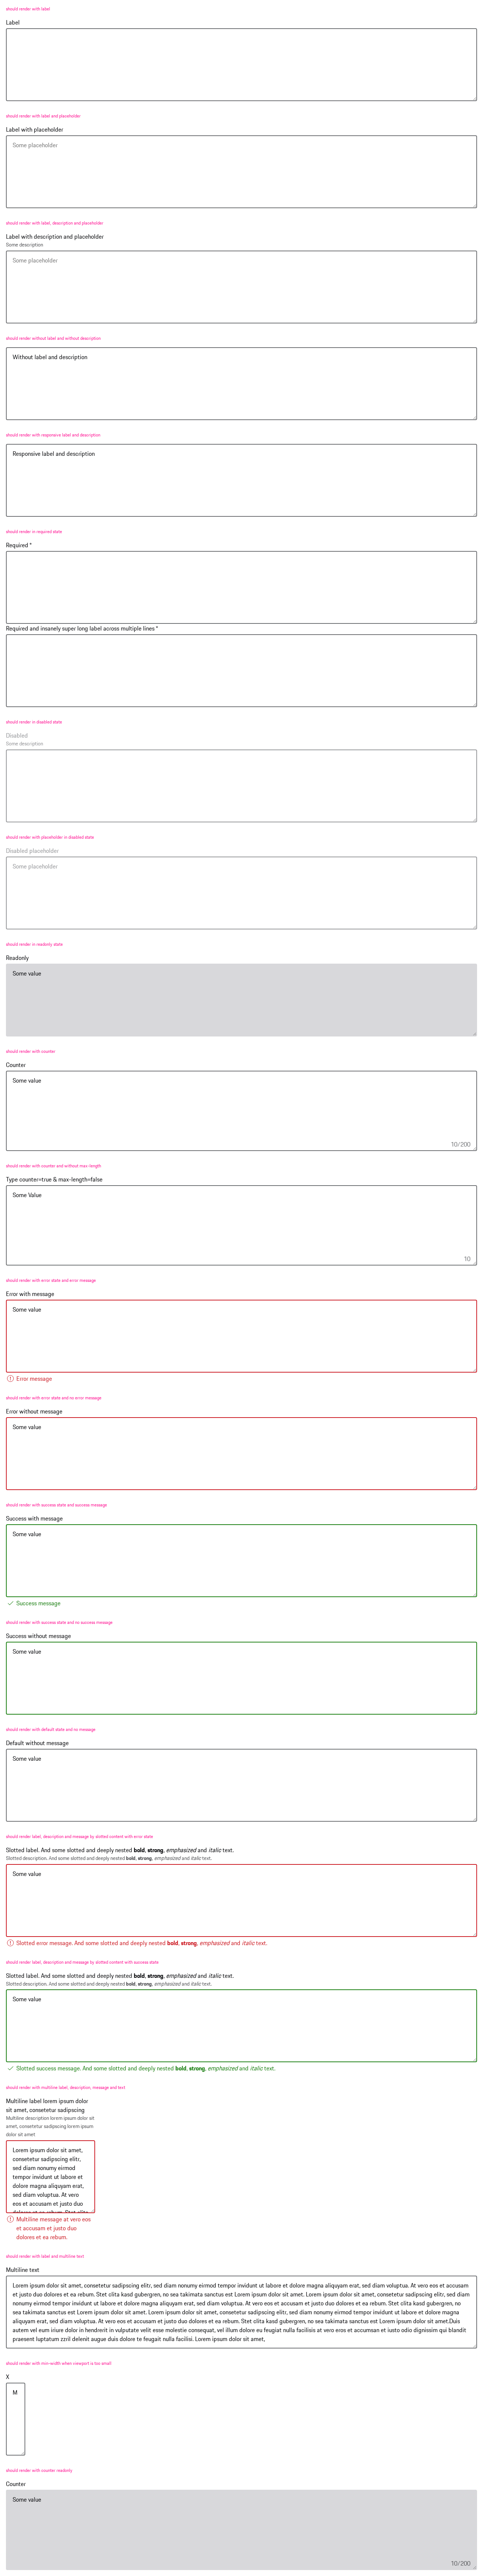 should render with label
Label
should render with label and placeholder
Label with placeholder
Some placeholder
should render with label, description and placeholder
Label with description and placeholder
Some description
Some placeholder
should render without label and without description
Without label and description
should render with responsive label and description
Responsive label and description
should render in required state
Required *
Required and insanely super long label across multiple lines *
should render in disabled state
Disabled
Some description
should render with placeholder in disabled state
Disabled placeholder
Some placeholder
should render in readonly state
Readonly
Some value
should render with counter
Counter
Some value
10/200
should render with counter and without max-length
Type counter=true & max-length=false
Some Value
10
should render with error state and error message
Error with message
Some value
Error message
should render with error state and no error message
Error without message
Some value
should render with success state and success message
Success with message
Some value
Success message
should render with success state and no success message
Success without message
Some value
should render with default state and no message
Default without message
Some value
should render label, description and message by slotted content with error state
Slotted label. And some slotted and deeply nested bold, strong, emphasized and italic text.
Slotted description. And some slotted and deeply nested bold, strong, emphasized and italic text.
Some value
Slotted error message. And some slotted and deeply nested bold, strong, emphasized and italic text.
should render label, description and message by slotted content with success state
Slotted label. And some slotted and deeply nested bold, strong, emphasized and italic text.
Slotted description. And some slotted and deeply nested bold, strong, emphasized and italic text.
Some value
Slotted success message. And some slotted and deeply nested bold, strong, emphasized and italic text.
should render with multiline label, description, message and text
Multiline label lorem ipsum dolor
sit amet, consetetur sadipscing
Multiline description lorem ipsum dolor sit
amet, consetetur sadipscing lorem ipsum
dolor sit amet
Lorem ipsum dolor sit amet,
consetetur sadipscing elitr,
sed diam nonumy eirmod
tempor invidunt ut labore et
dolore magna aliquyam erat,
sed diam voluptua. At vero
eos et accusam et justo duo
Multiline message at vero eos
et accusam et justo duo
dolores et ea rebum.
should render with label and multiline text
Multiline text
Lorem ipsum dolor sit amet, consetetur sadipscing elitr, sed diam nonumy eirmod tempor invidunt ut labore et dolore magna aliquyam erat, sed diam voluptua. At vero eos et accusam
et justo duo dolores et ea rebum. Stet clita kasd gubergren, no sea takimata sanctus est Lorem ipsum dolor sit amet. Lorem ipsum dolor sit amet, consetetur sadipscing elitr, sed diam
nonumy eirmod tempor invidunt ut labore et dolore magna aliquyam erat, sed diam voluptua. At vero eos et accusam et justo duo dolores et ea rebum. Stet clita kasd gubergren, no
sea takimata sanctus est Lorem ipsum dolor sit amet. Lorem ipsum dolor sit amet, consetetur sadipscing elitr, sed diam nonumy eirmod tempor invidunt ut labore et dolore magna
aliquyam erat, sed diam voluptua. At vero eos et accusam et justo duo dolores et ea rebum. Stet clita kasd gubergren, no sea takimata sanctus est Lorem ipsum dolor sit amet.Duis
autem vel eum iriure dolor in hendrerit in vulputate velit esse molestie consequat, vel illum dolore eu feugiat nulla facilisis at vero eros et accumsan et iusto odio dignissim qui blandit
praesent luptatum zzril delenit augue duis dolore te feugait nulla facilisi. Lorem ipsum dolor sit amet,
should render with min-width when viewport is too small
X
M
should render with counter readonly
Counter
Some value
10/200